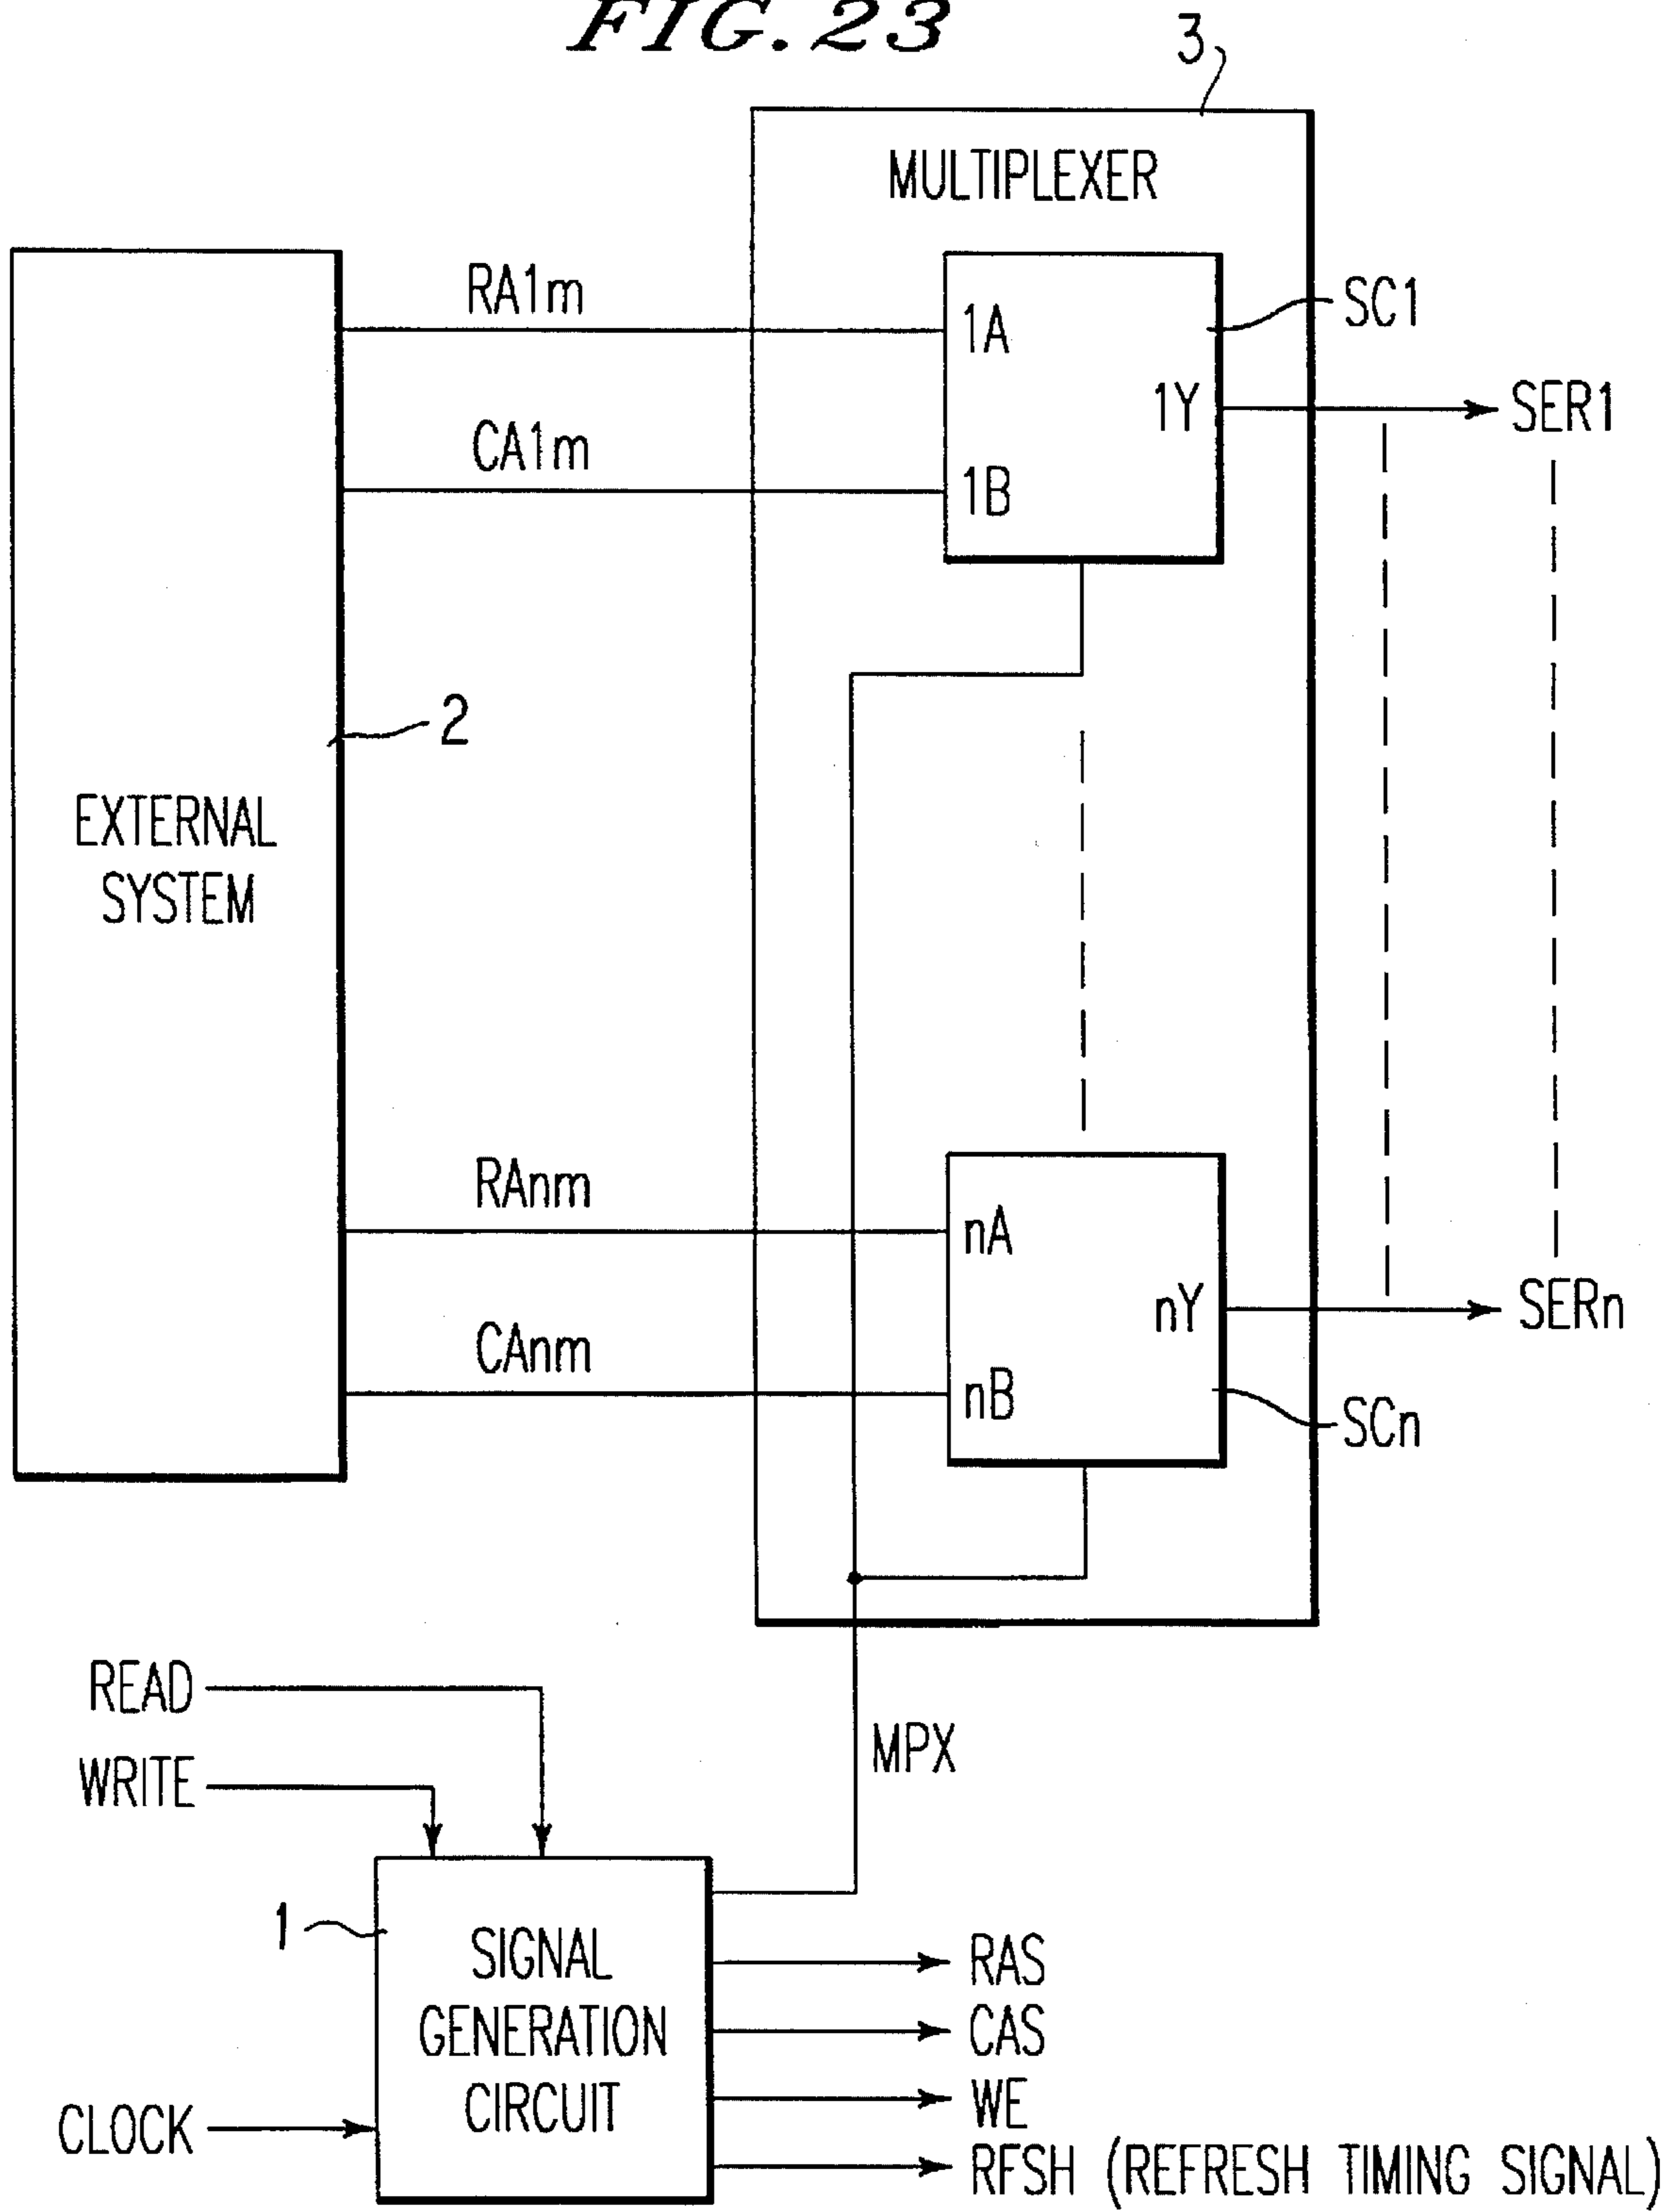 FIG. 23
3
MULTIPLEXER
RA1m
1A
SC1
1Y
SER1
CA1m
1B
2
EXTERNAL
SYSTEM
RAnm
nA
nY
SERn
CAnm
nB
SCn
READ
WRITE
MPX
1
SIGNAL
GENERATION
CIRCUIT
RAS
CAS
WE
CLOCK
RFSH (REFRESH TIMING SIGNAL)